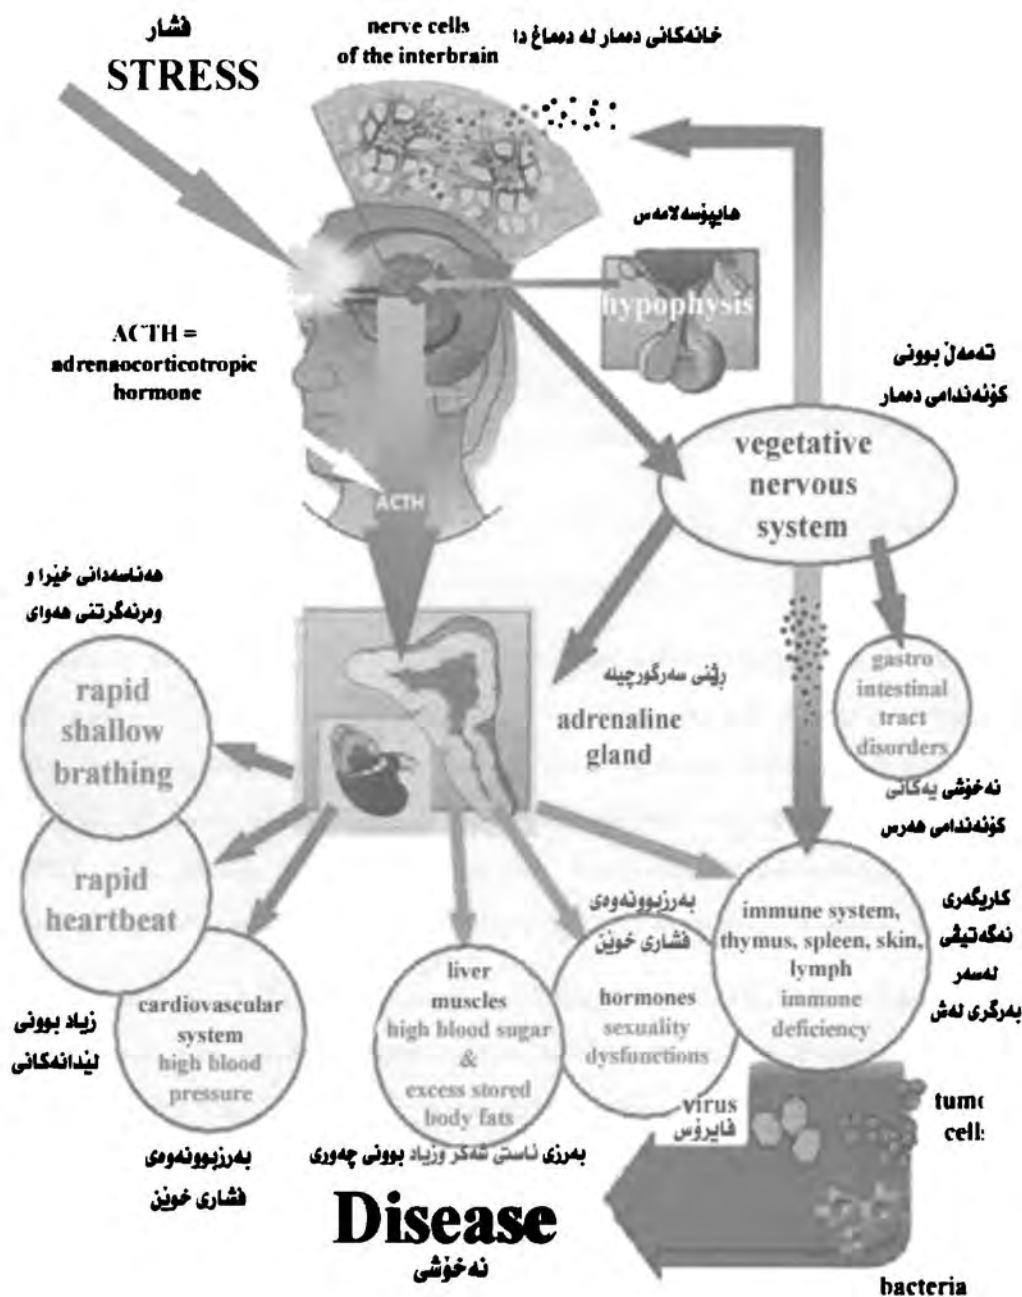 فشار
STRESS
nerve cells
of the interbrain
خانەکانی دەمار لە دەماغ دا
هایپۆسەلامەس
hypophysis
ACTH =
adrenaocorticotropic
hormone
ACTH
تەمەڵ بوونی
کۆئەندامی دەمار
vegetative
nervous
system
هەناسەدانی خێرا و
وەرنەگرتنی هەوای
rapid
shallow
brathing
rapid
heartbeat
زیاد بوونی
لێدانەکانی
cardiovascular
system
high blood
pressure
بەرزبوونەوەی
فشاری خوێن
ڕژێنی سەرگورچیلە
adrenaline
gland
gastro
intestinal
tract
disorders
نەخۆشی یەکانی
کۆئەندامی هەرس
liver
muscles
high blood sugar
&
excess stored
body fats
بەرزی ئاستی شەکر وزیاد بوونی چەوری
بەرزبوونەوەی
فشاری خوێن
hormones
sexuality
dysfunctions
immune system,
thymus, spleen, skin,
lymph
immune
deficiency
کاریگەری
نەگەتیڤی
لەسەر
بەرگری لەش
virus
ڤایرۆس
tumo
cells
bacteria
Disease
نەخۆشی